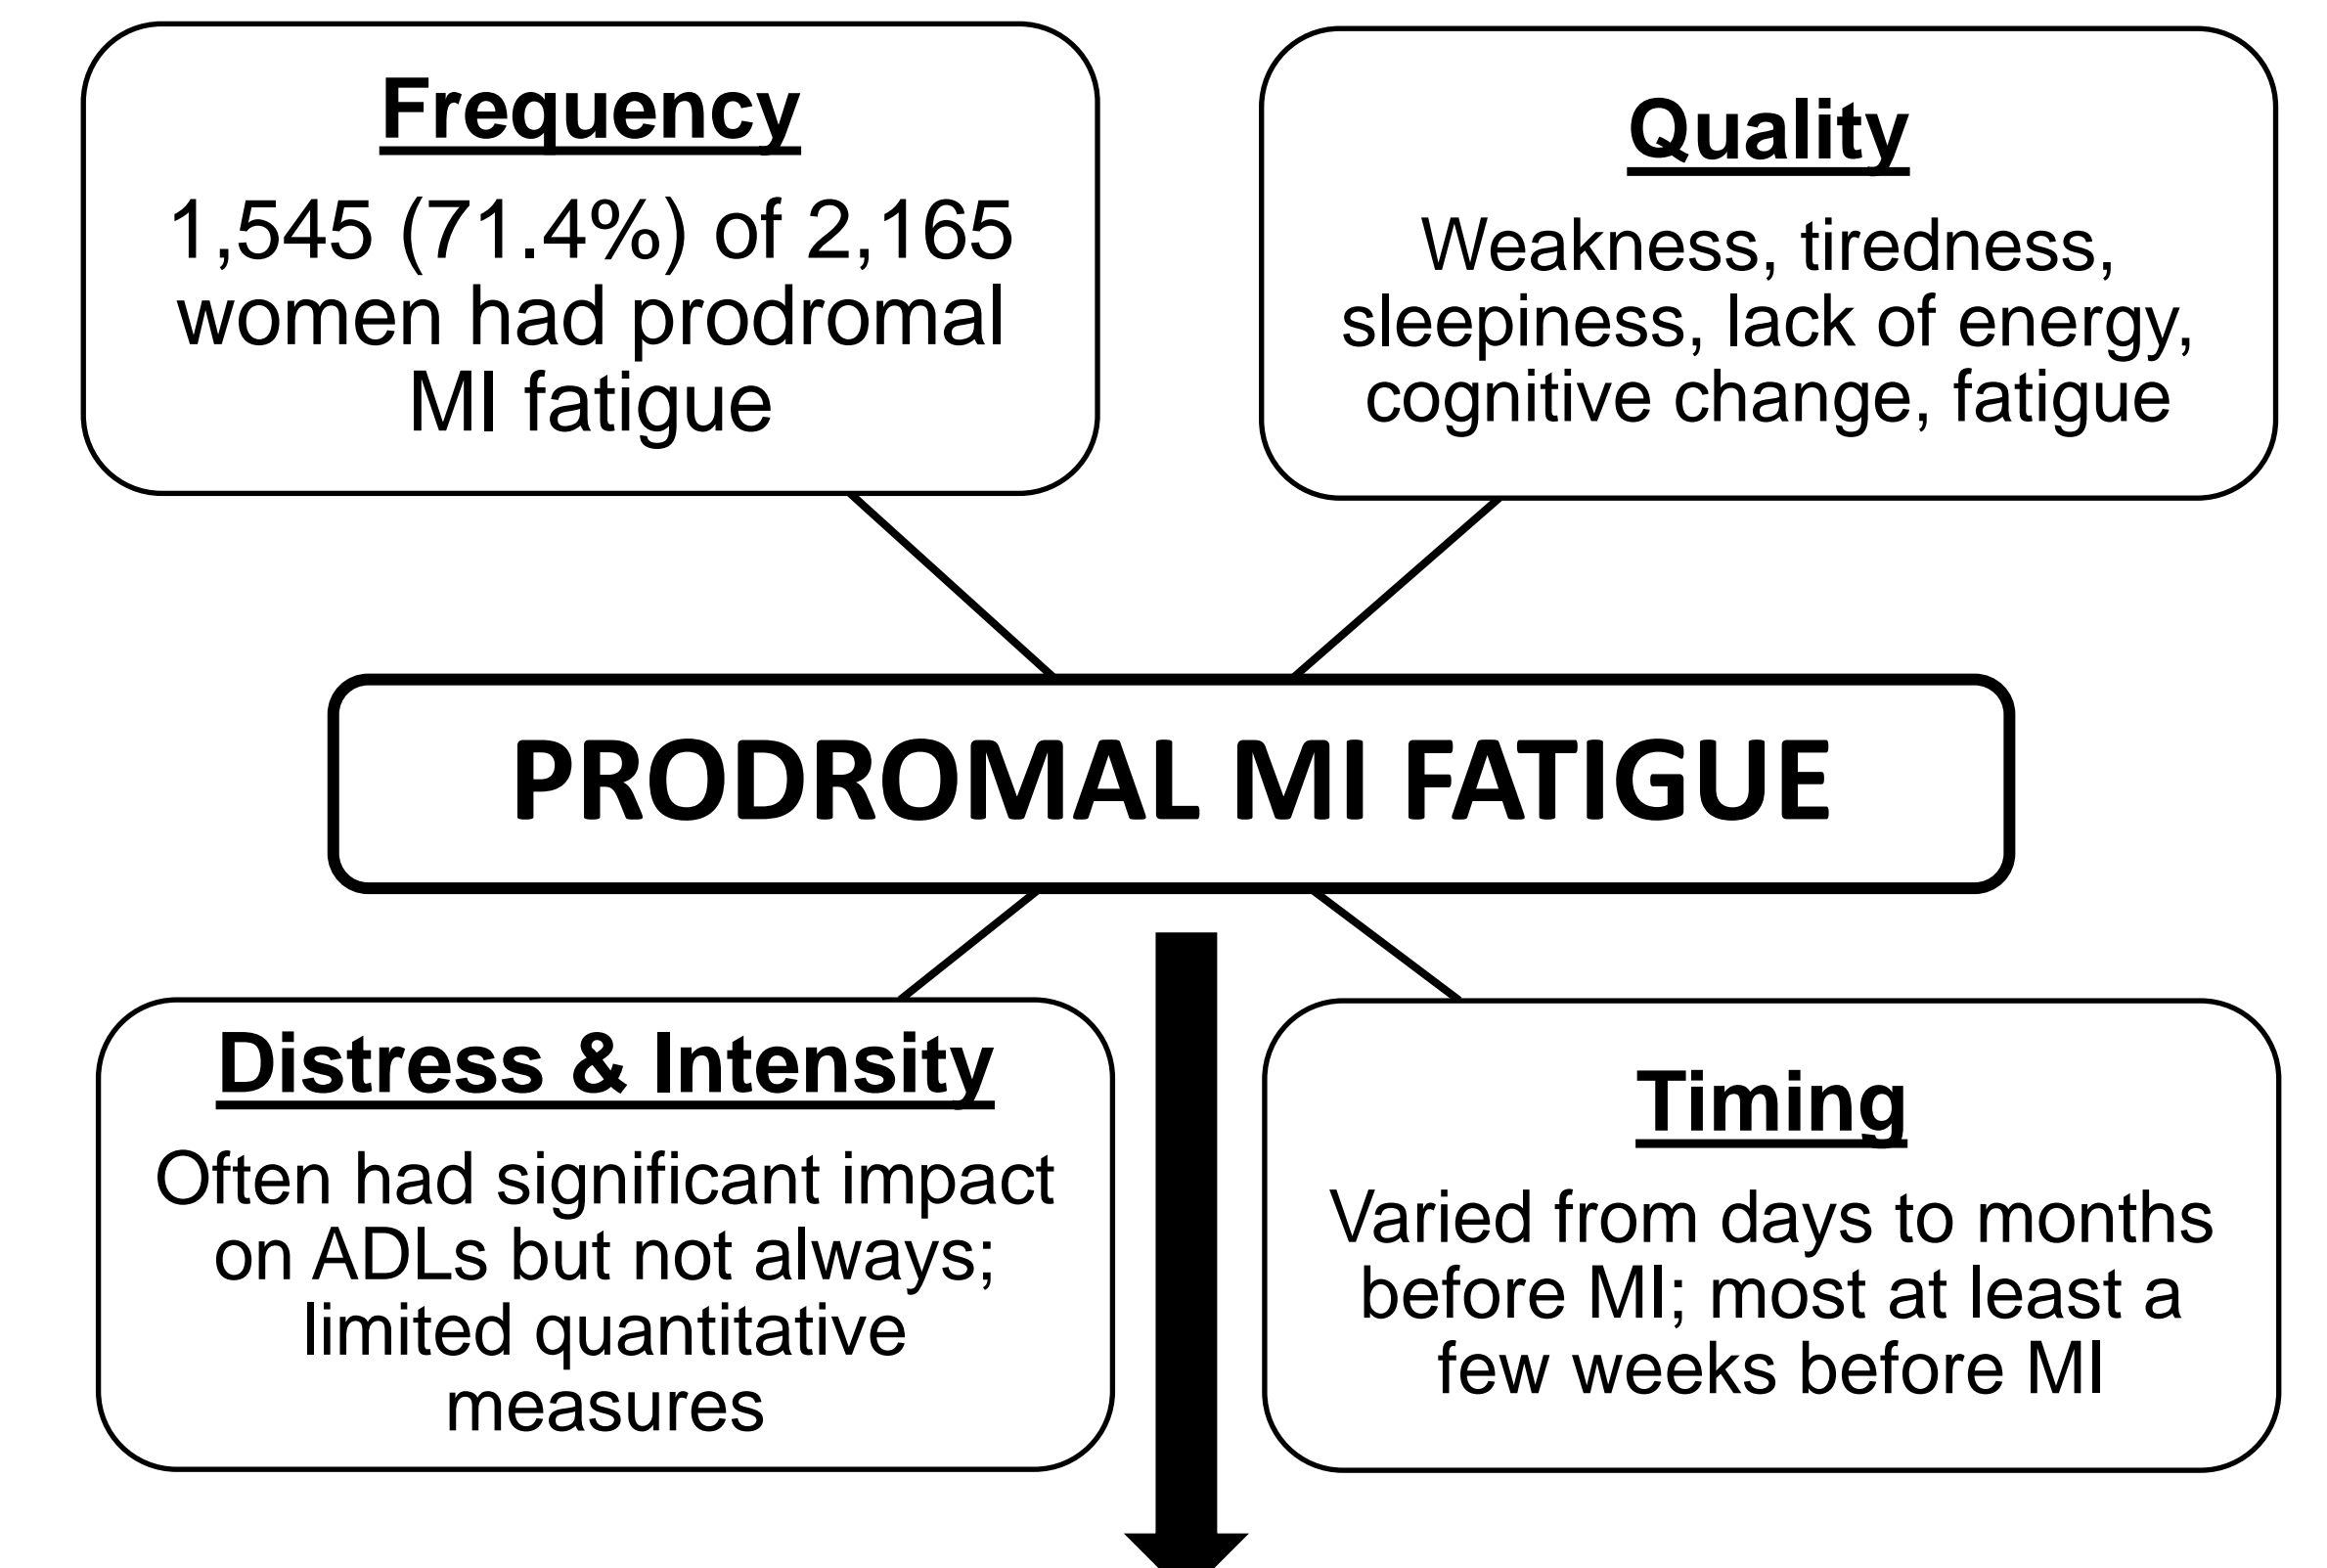 Frequency
1,545 (71.4%) of 2,165
women had prodromal
MI fatigue
Quality
Weakness, tiredness,
sleepiness, lack of energy,
cognitive change, fatigue
PRODROMAL MI FATIGUE
Distress & Intensity
Often had significant impact
on ADLs but not always;
limited quantitative
measures
Timing
Varied from days to months
before MI; most at least a
few weeks before MI